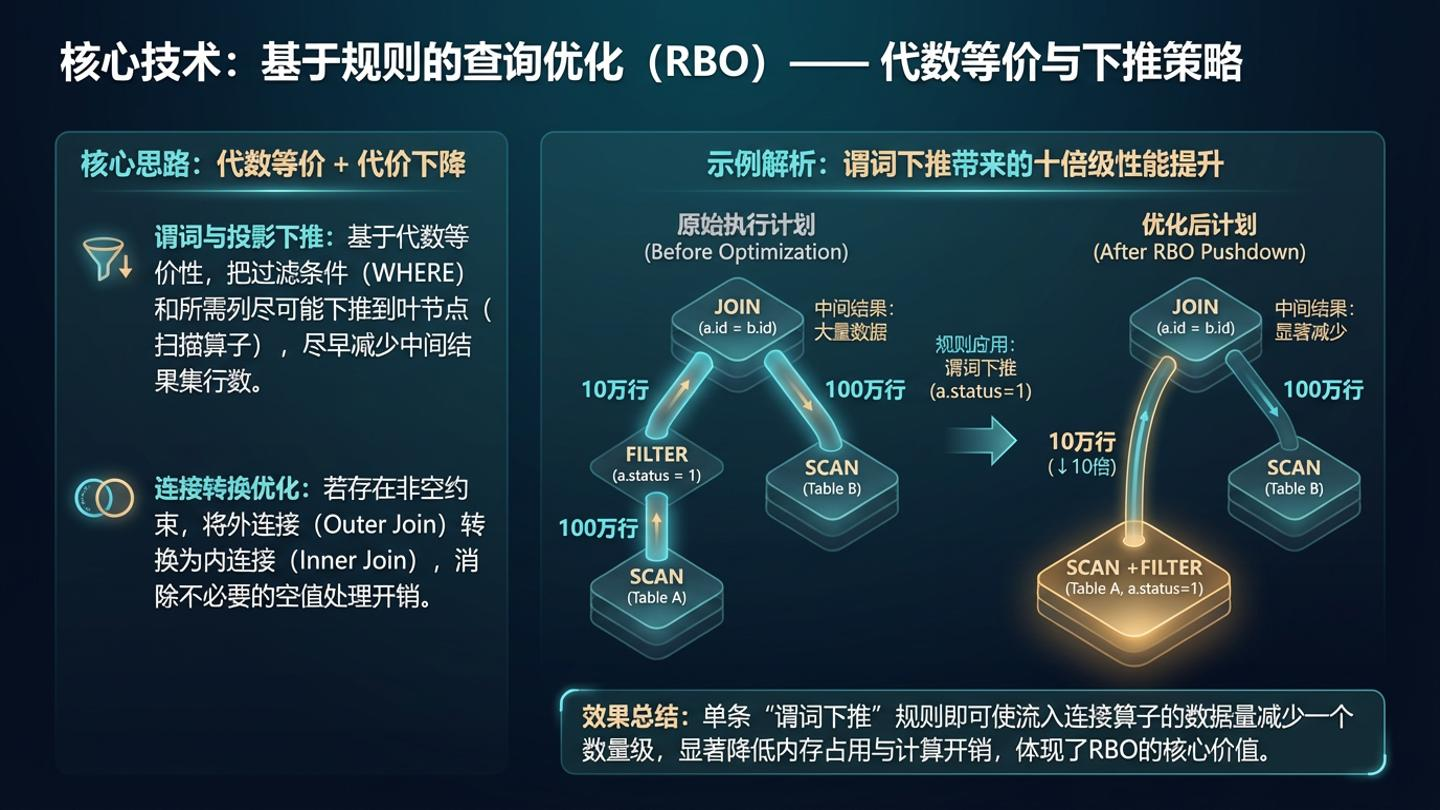 核心技术：基于规则的查询优化（RBO）—— 代数等价与下推策略
核心思路：代数等价 + 代价下降
谓词与投影下推：基于代数等
价性，把过滤条件（WHERE）
和所需列尽可能下推到叶节点（
扫描算子），尽早减少中间结
果集行数。
连接转换优化：若存在非空约
束，将外连接（Outer Join）转
换为内连接（Inner Join），消
除不必要的空值处理开销。
示例解析：谓词下推带来的十倍级性能提升
原始执行计划
(Before Optimization)
JOIN
(a.id = b.id)
中间结果：
大量数据
10万行
100万行
FILTER
(a.status = 1)
SCAN
(Table B)
100万行
SCAN
(Table A)
规则应用：
谓词下推
(a.status=1)
优化后计划
(After RBO Pushdown)
JOIN
(a.id = b.id)
中间结果：
显著减少
100万行
10万行
(↓10倍)
SCAN
(Table B)
SCAN +FILTER
(Table A, a.status=1)
效果总结：单条“谓词下推”规则即可使流入连接算子的数据量减少一个
数量级，显著降低内存占用与计算开销，体现了RBO的核心价值。